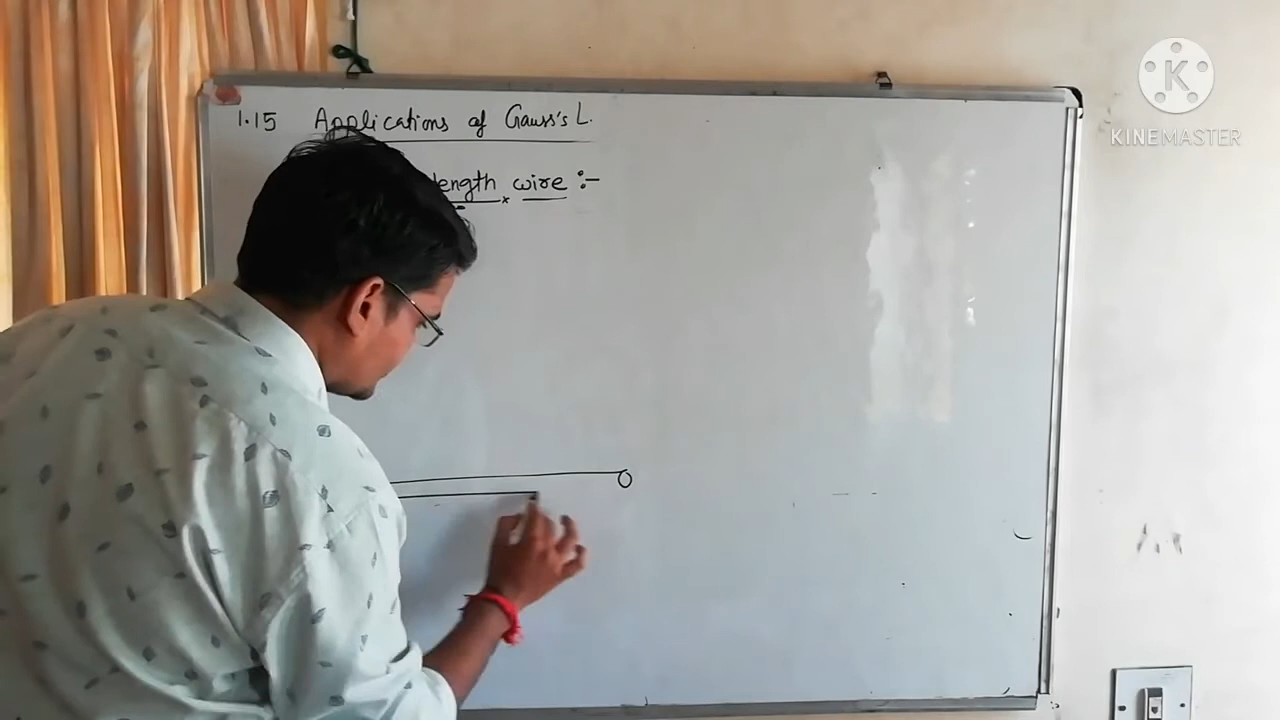 1.15 Applications of Gauss's L.
length wire :-
K
KINEMASTER